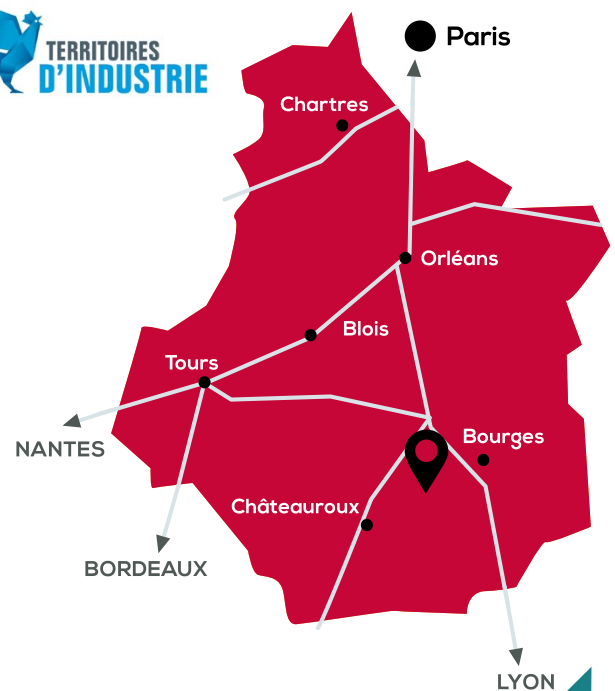 TERRITOIRES
D'INDUSTRIE
Paris
Chartres
Orléans
Blois
Tours
NANTES
Bourges
Châteauroux
BORDEAUX
LYON